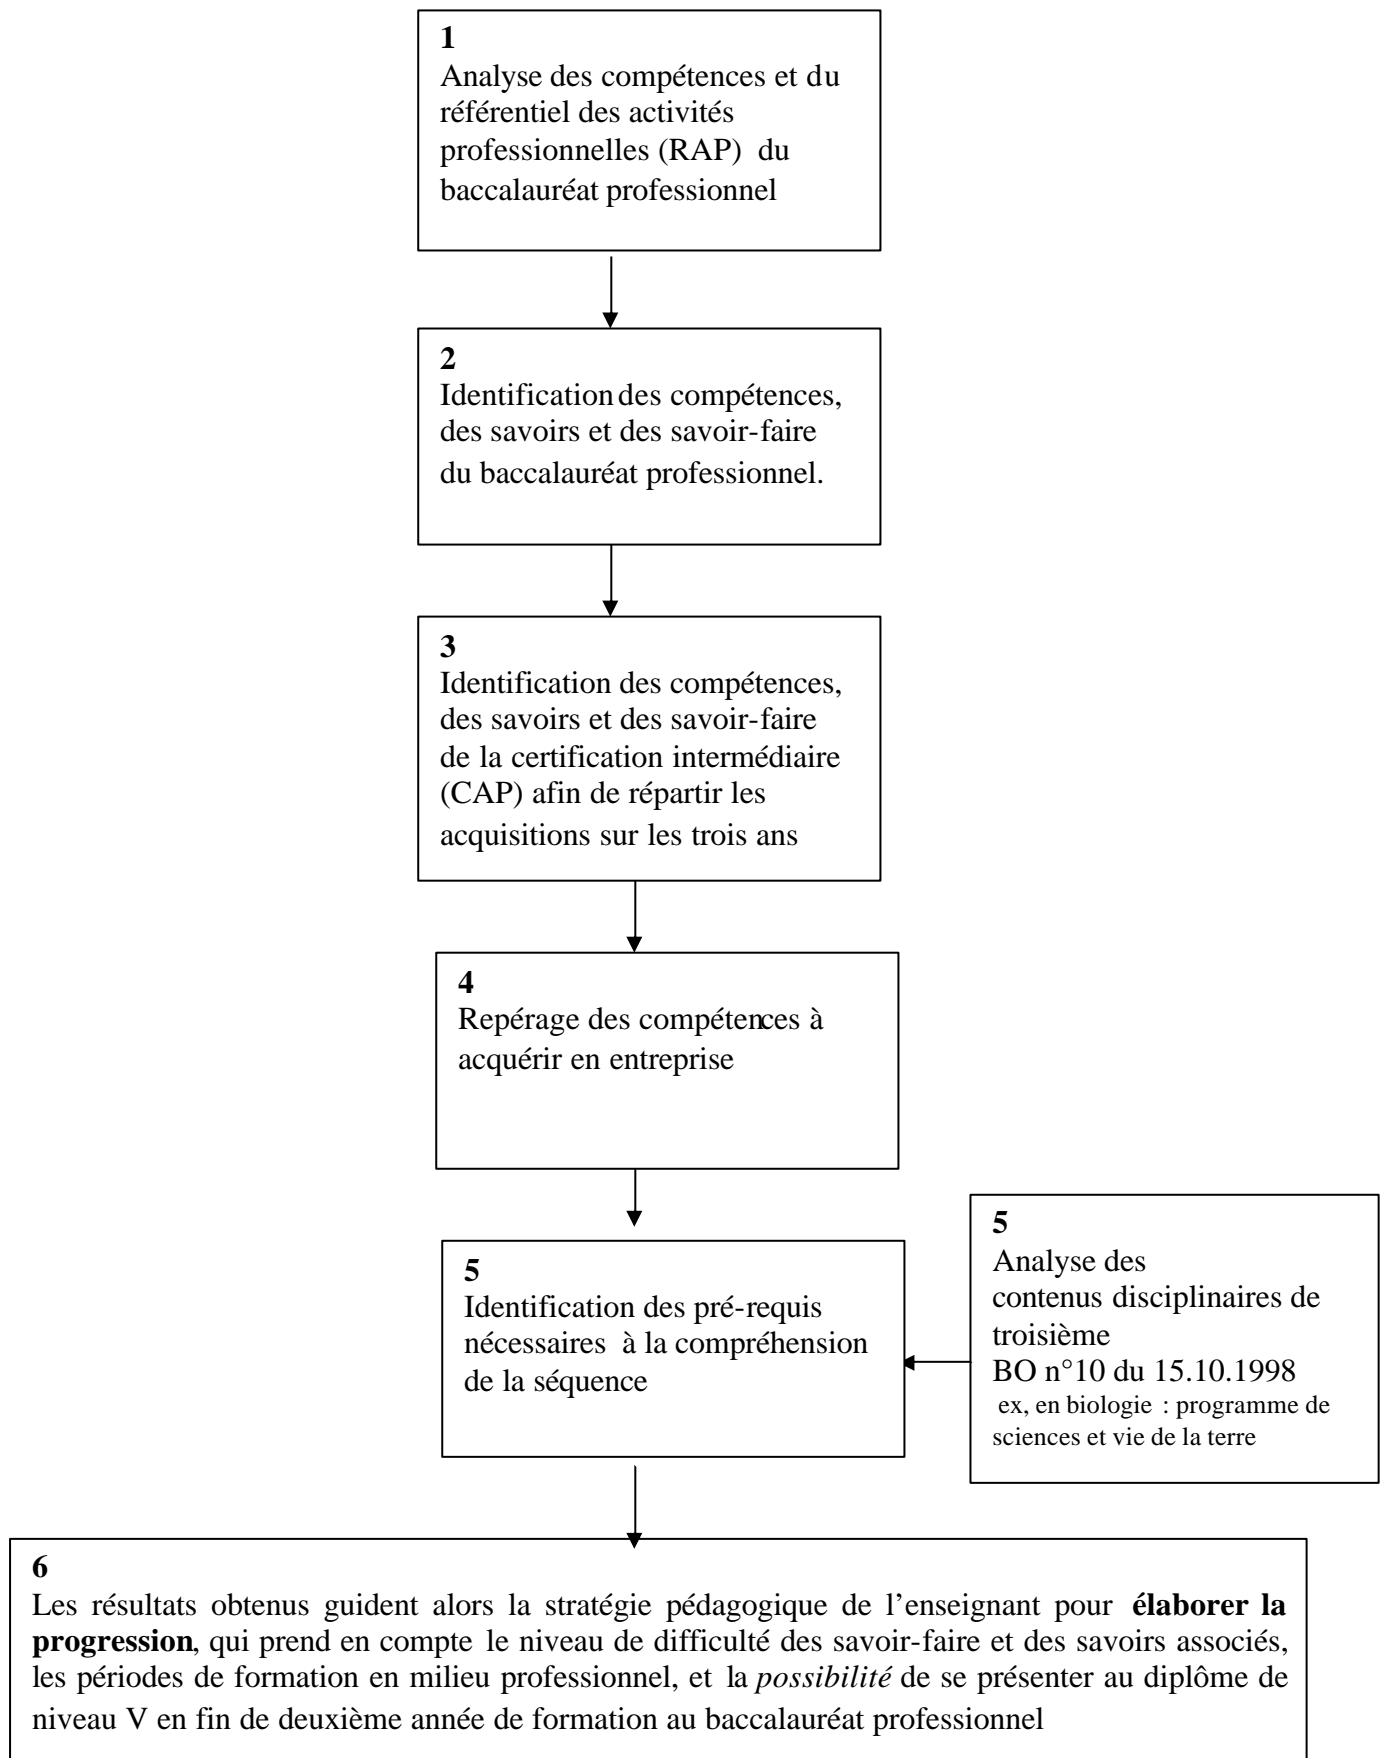 1
Analyse des compétences et du
référentiel des activités
professionnelles (RAP) du
baccalauréat professionnel
2
Identification des compétences,
des savoirs et des savoir-faire
du baccalauréat professionnel.
3
Identification des compétences,
des savoirs et des savoir-faire
de la certification intermédiaire
(CAP) afin de répartir les
acquisitions sur les trois ans
4
Repérage des compétences à
acquérir en entreprise
5
Identification des pré-requis
nécessaires à la compréhension
de la séquence
5
Analyse des
contenus disciplinaires de
troisième
BO n°10 du 15.10.1998
ex, en biologie : programme de
sciences et vie de la terre
6
Les résultats obtenus guident alors la stratégie pédagogique de l’enseignant pour élaborer la
progression, qui prend en compte le niveau de difficulté des savoir-faire et des savoirs associés,
les périodes de formation en milieu professionnel, et la possibilité de se présenter au diplôme de
niveau V en fin de deuxième année de formation au baccalauréat professionnel